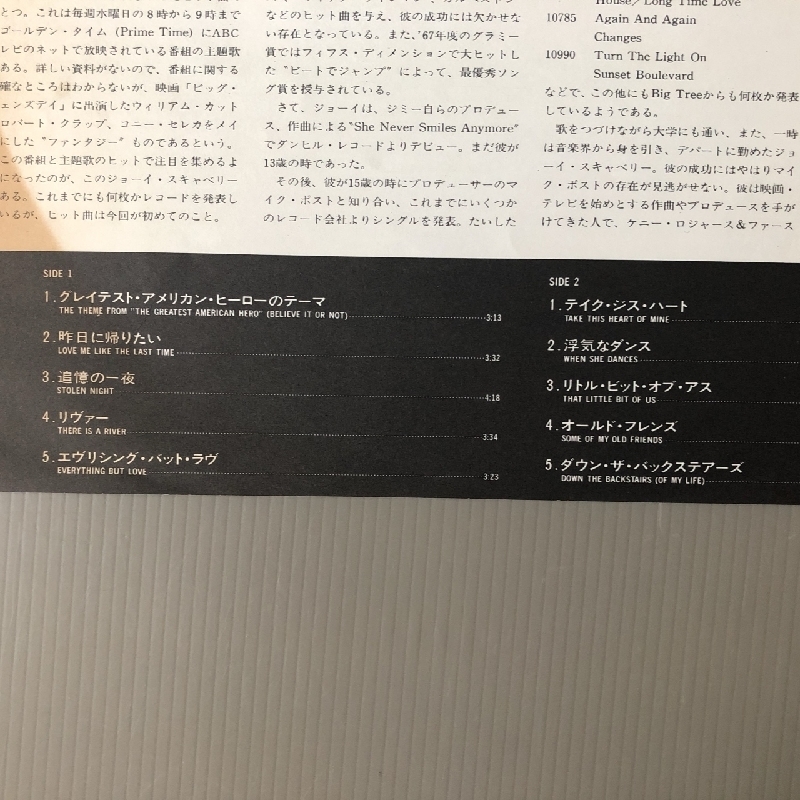 とつ。これは毎週水曜日の8時から9時まで
ゴールデン・タイム (Prime Time) にABC
レビのネットで放映されている番組の主題歌
ある。詳しい資料がないので、番組に関する
確なところはわからないが、映画「ビッグ・
ェンズデイ」に出演したウィリアム・カット
ロバート・クラップ、コニー・セレカをメイ
にした〝ファンタジー〟ものであるという。
この番組と主題歌のヒットで注目を集めるよ
になったのが、このジョーイ・スキャベリー
ある。これまでにも何枚かレコードを発表し
いるが、ヒット曲は今回が初めてのこと。
などのヒット曲を与え、彼の成功には欠かせ
ない存在となっている。また、'67年度のグラミー
賞ではフィフス・ディメンションで大ヒットし
た〝ビートでジャンプ〟によって、最優秀ソン
グ賞を授与されている。
さて、ジョーイは、ジミー自らのプロデュー
ス、作曲による〝She Never Smiles Anymore〟
でダンヒル・レコードよりデビュー。まだ彼が
13歳の時であった。
その後、彼が15歳の時にプロデューサーのマ
イク・ポストと知り合い、これまでにいくつか
のレコード会社よりシングルを発表。たいした
House/Long Time Love
10785 Again And Again
Changes
10990 Turn The Light On
Sunset Boulevard
などで、この他にもBig Treeからも何枚か発表
しているようである。
歌をつづけながら大学にも通い、また、一時
は音楽界から身を引き、デパートに勤めたジョ
ーイ・スキャベリー。彼の成功にはやはりマイ
ク・ポストの存在が見逃がせない。彼は映画・
テレビを始めとする作曲やプロデュースを手が
けてきた人で、ケニー・ロジャース&ファース
SIDE 1
1.グレイテスト・アメリカン・ヒーローのテーマ
THE THEME FROM "THE GREATEST AMERICAN HERO" (BELIEVE IT OR NOT) 3:13
2.昨日に帰りたい
LOVE ME LIKE THE LAST TIME 3:32
3.追憶の一夜
STOLEN NIGHT 4:18
4.リヴァー
THERE IS A RIVER 3:34
5.エヴリシング・バット・ラヴ
EVERYTHING BUT LOVE 3:23
SIDE 2
1.テイク・ジス・ハート
TAKE THIS HEART OF MINE
2.浮気なダンス
WHEN SHE DANCES
3.リトル・ビット・オブ・アス
THAT LITTLE BIT OF US
4.オールド・フレンズ
SOME OF MY OLD FRIENDS
5.ダウン・ザ・バックステアーズ
DOWN THE BACKSTAIRS (OF MY LIFE)